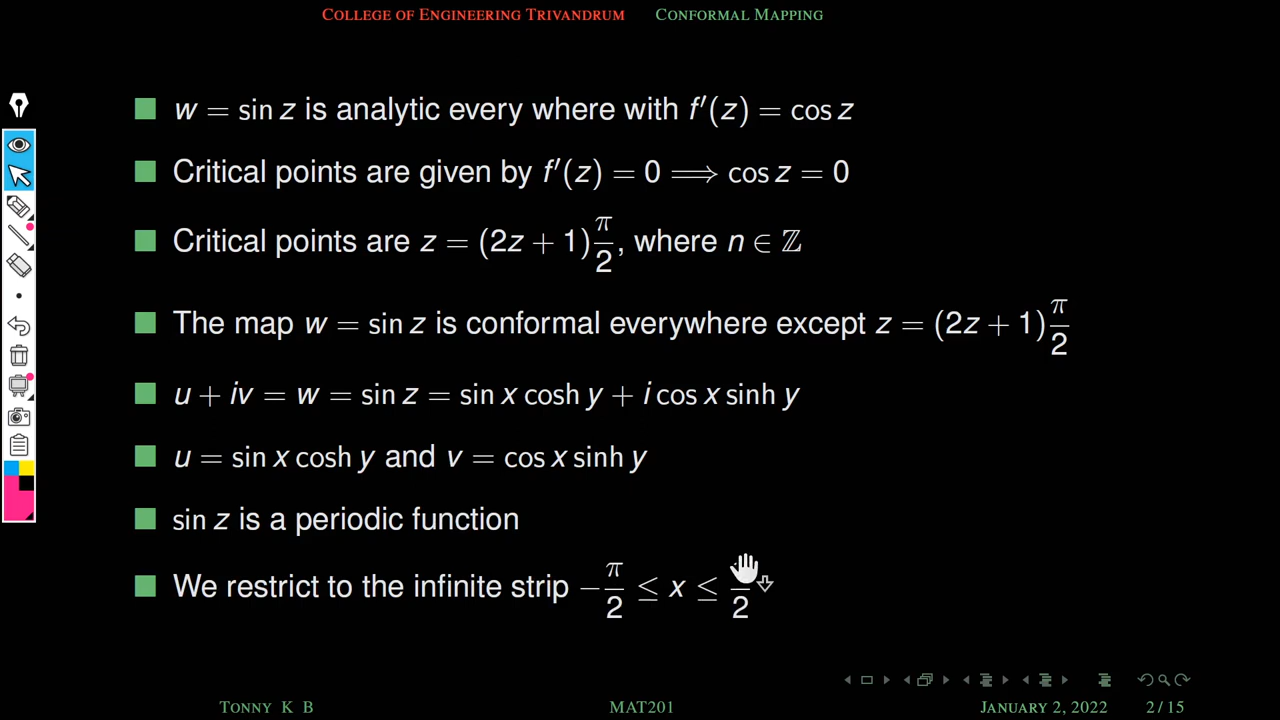 COLLEGE OF ENGINEERING TRIVANDRUM CONFORMAL MAPPING
w = sin z is analytic every where with f′(z) = cos z
Critical points are given by f′(z) = 0 ⟹ cos z = 0
Critical points are z = (2z + 1)π/2, where n ∈ ℤ
The map w = sin z is conformal everywhere except z = (2z + 1)π/2
u + iv = w = sin z = sin x cosh y + i cos x sinh y
u = sin x cosh y and v = cos x sinh y
sin z is a periodic function
We restrict to the infinite strip −π/2 ≤ x ≤ /2
TONNY K B MAT201 JANUARY 2, 2022 2 / 15